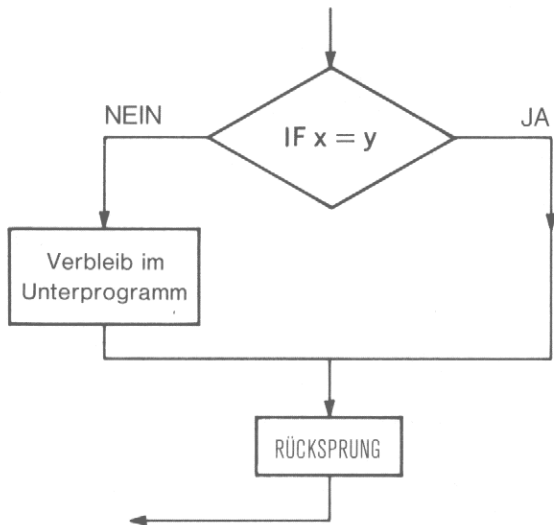 NEIN
JA
IF x = y
Verbleib im
Unterprogramm
RÜCKSPRUNG